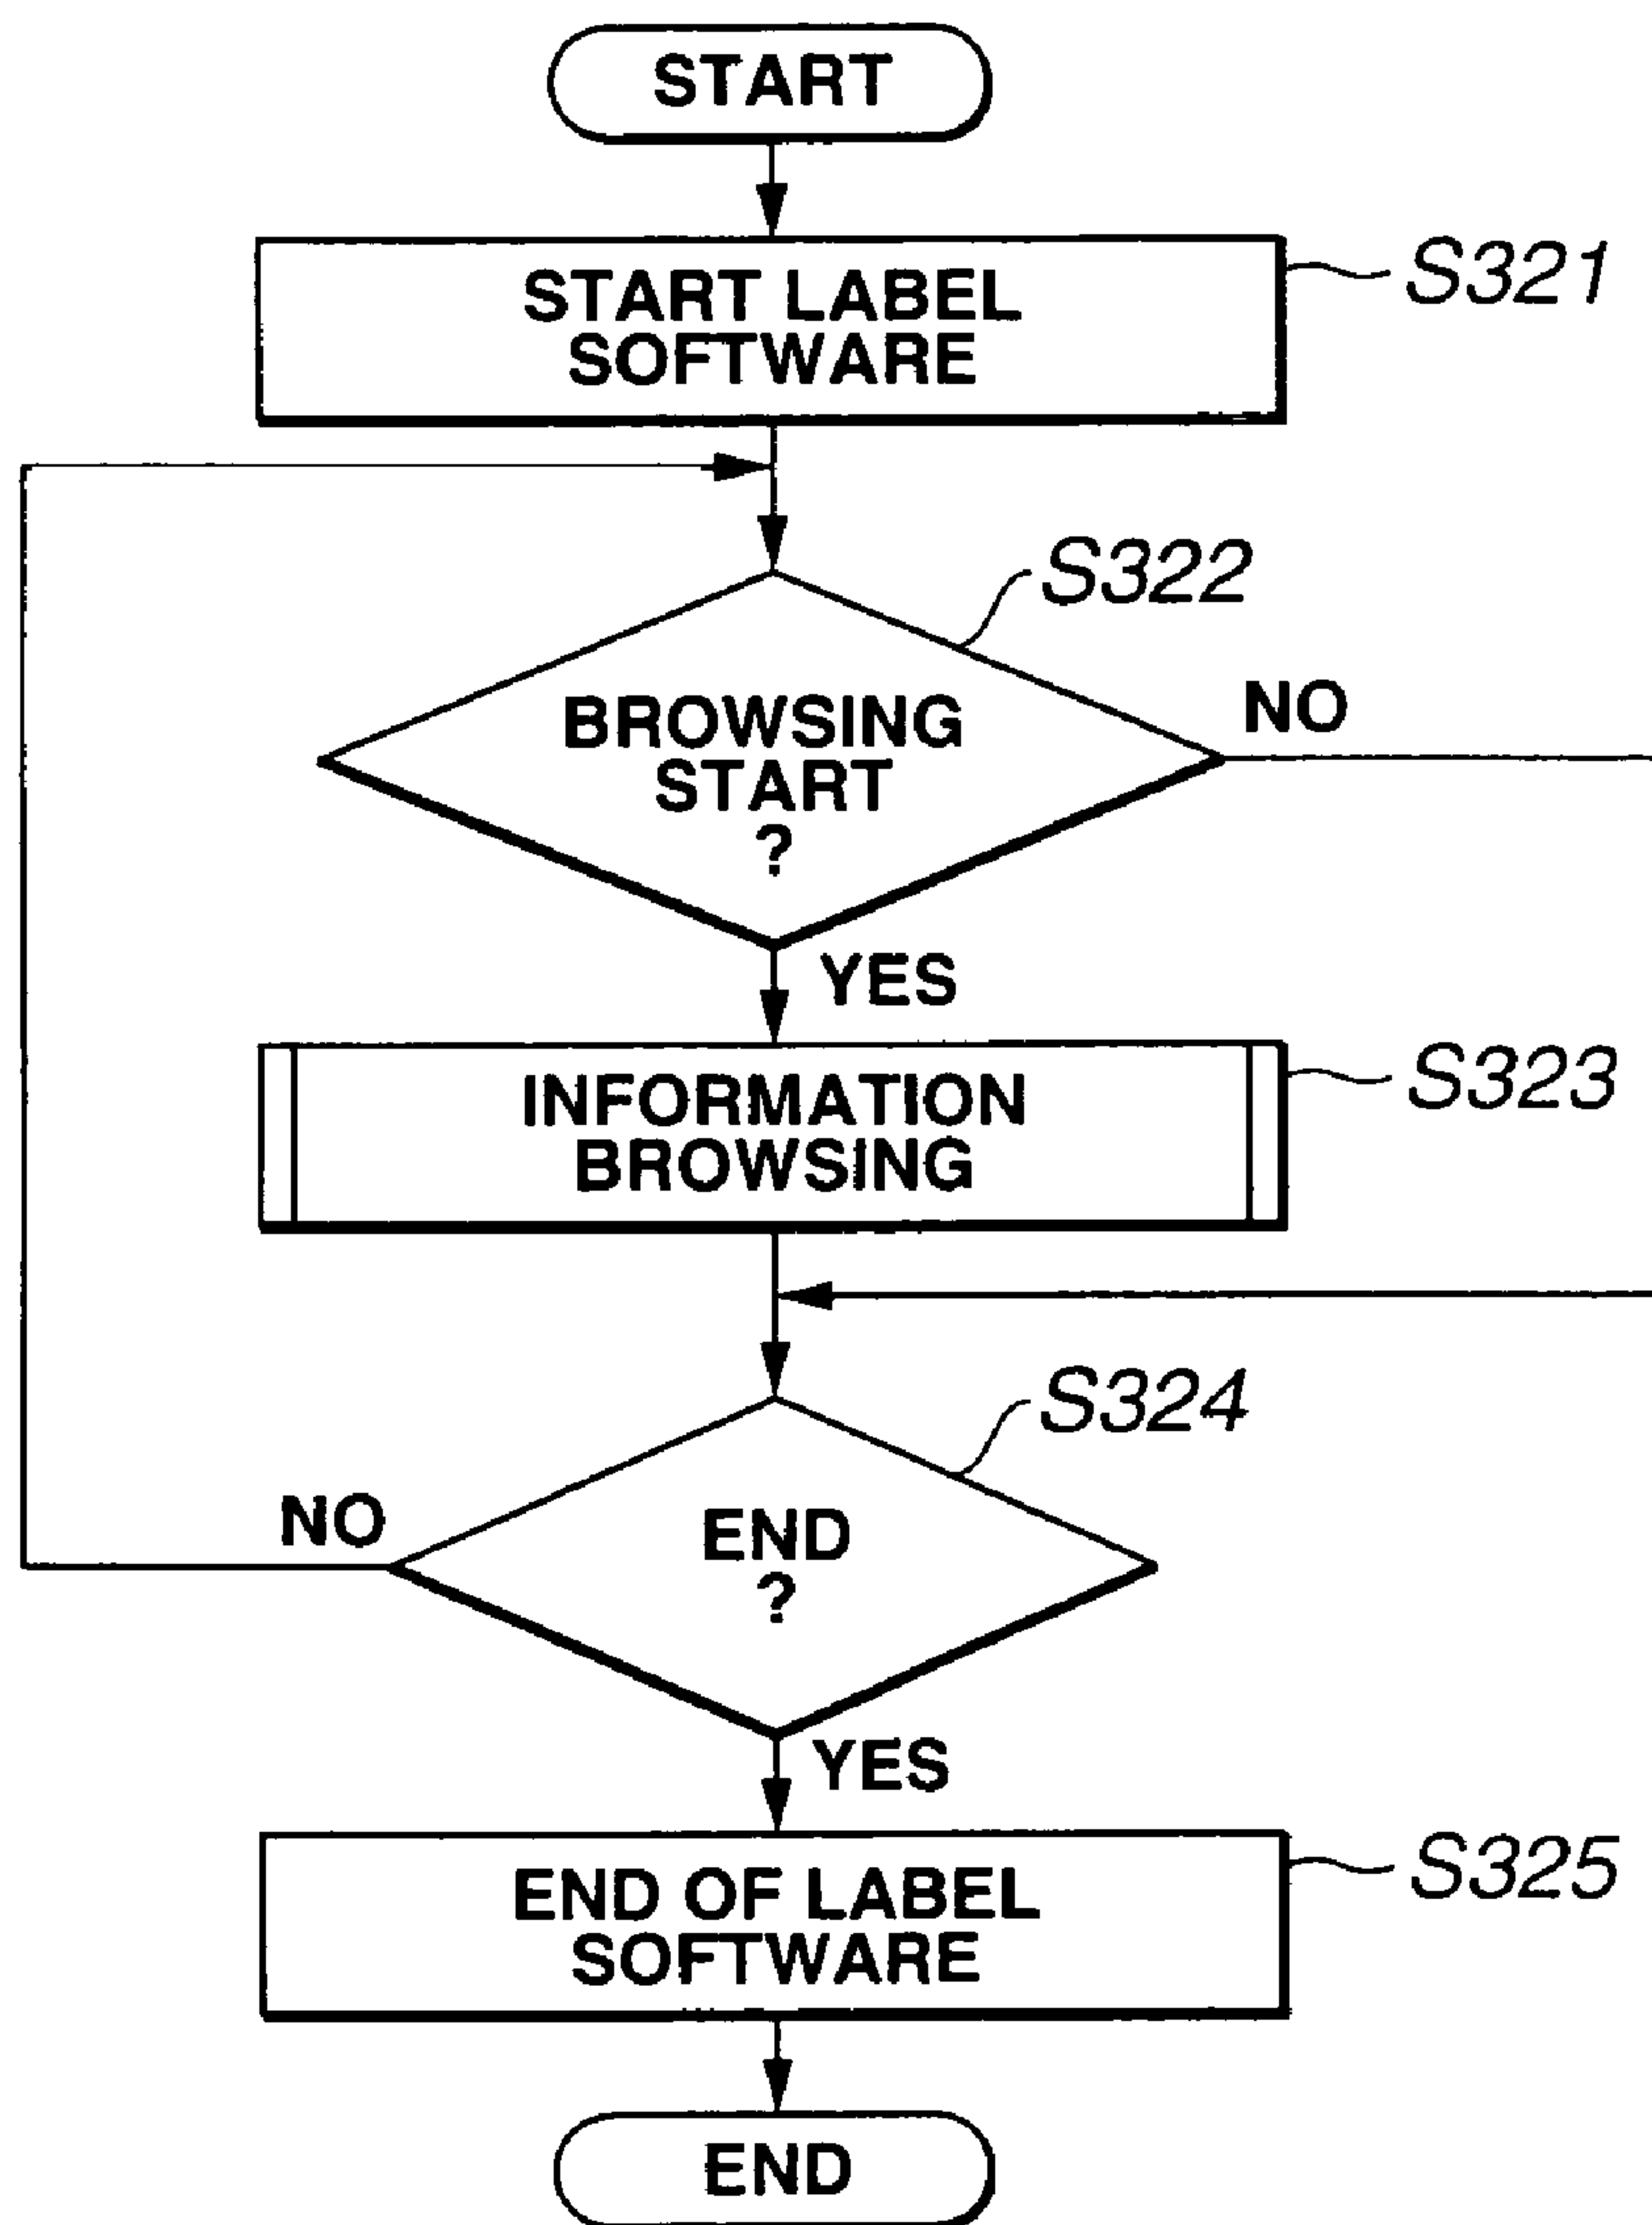 START
START LABEL
SOFTWARE
S321
S322
BROWSING
START
?
NO
YES
INFORMATION
BROWSING
S323
S324
NO
END
?
YES
END OF LABEL
SOFTWARE
S325
END